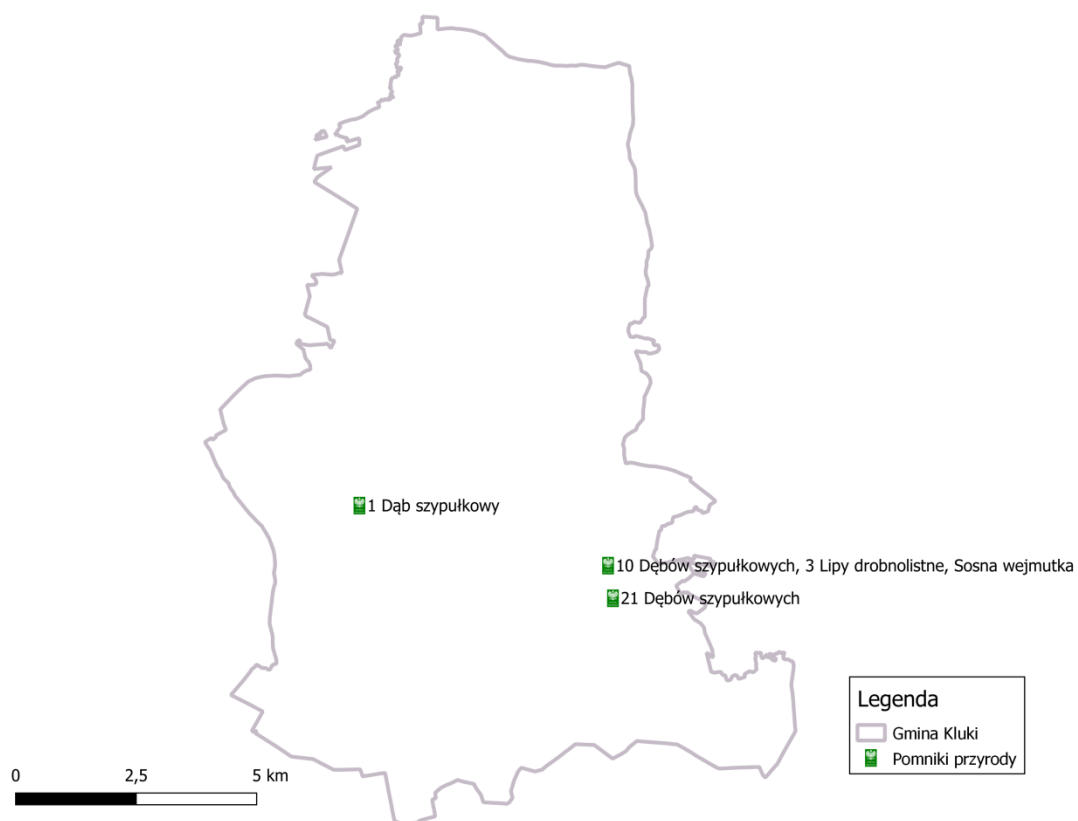 1 Dąb szypułkowy
10 Dębów szypułkowych, 3 Lipy drobnolistne, Sosna wejmutka
21 Dębów szypułkowych
Legenda
Gmina Kluki
Pomniki przyrody
0 2,5 5 km